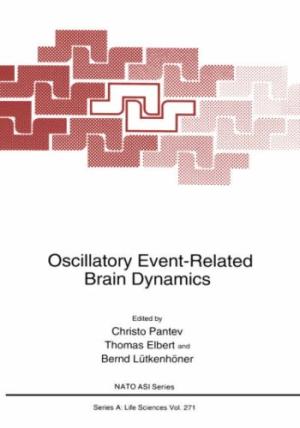 Oscillatory Event-Related
Brain Dynamics
Edited by
Christo Pantev
Thomas Elbert and
Bernd Lütkenhöner
NATO ASI Series
Series A: Life Sciences Vol. 271